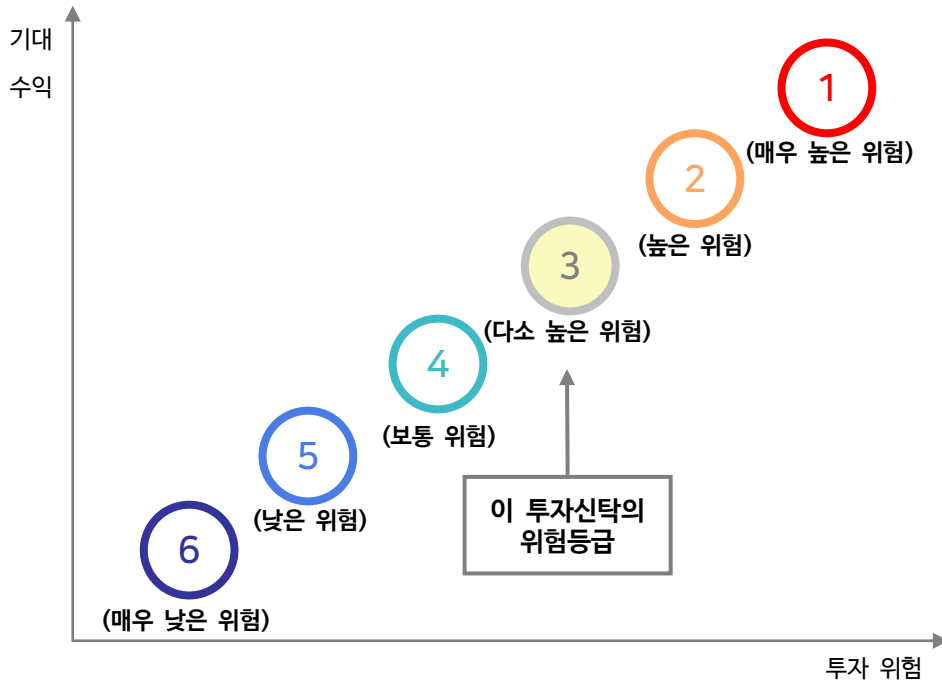 기대
수익
1
(매우 높은 위험)
2
(높은 위험)
3
(다소 높은 위험)
4
(보통 위험)
5
(낮은 위험)
이 투자신탁의
위험등급
6
(매우 낮은 위험)
투자 위험